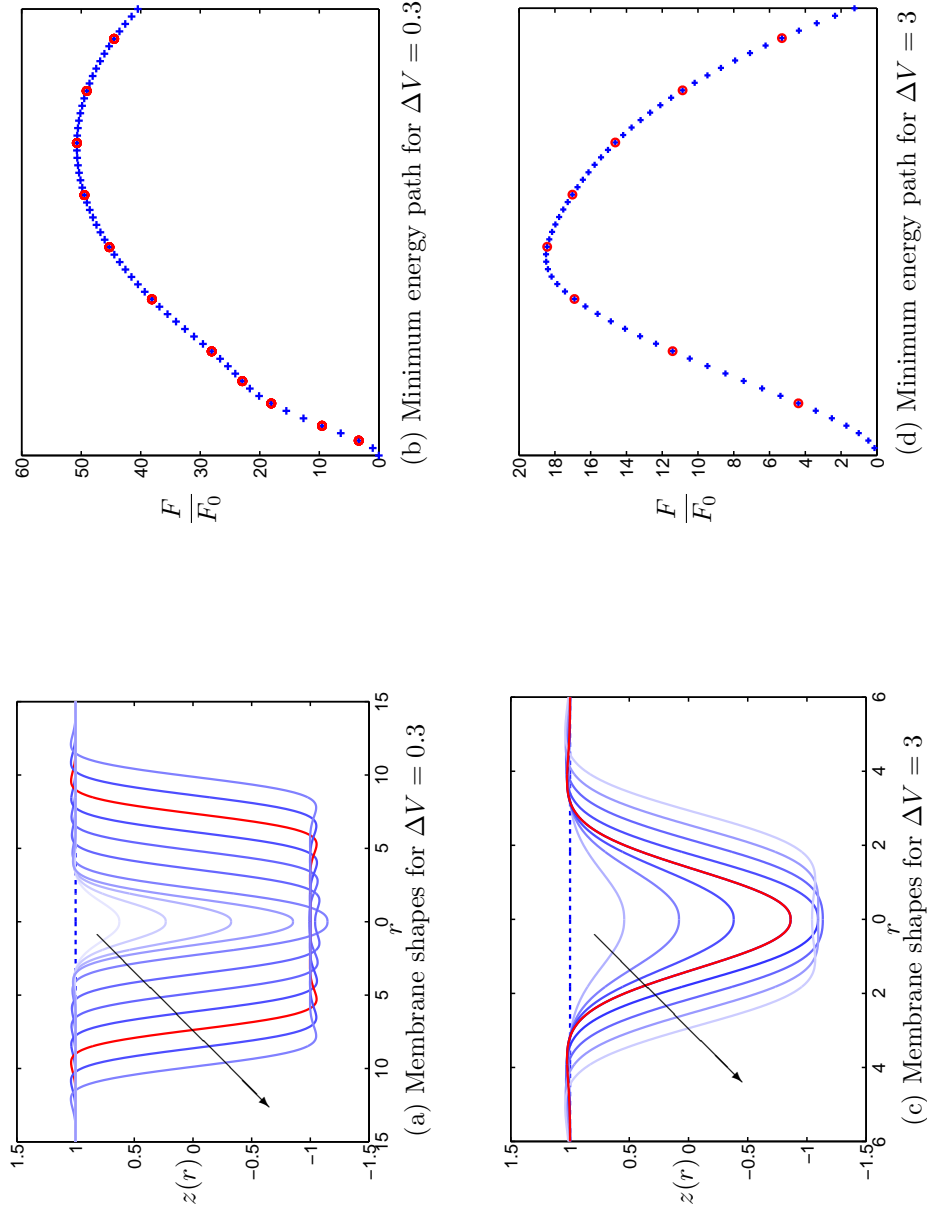 1.5
1
0.5
0
−0.5
−1
−1.5
z(r)
15 10 5 0 5 10 15
r
(a) Membrane shapes for ΔV = 0.3
60
50
40
30
20
10
0
F
F0
(b) Minimum energy path for ΔV = 0.3
1.5
1
0.5
0
−0.5
−1
−1.5
z(r)
6 4 2 0 2 4 6
r
(c) Membrane shapes for ΔV = 3
20
18
16
14
12
10
8
6
4
2
0
F
F0
(d) Minimum energy path for ΔV = 3